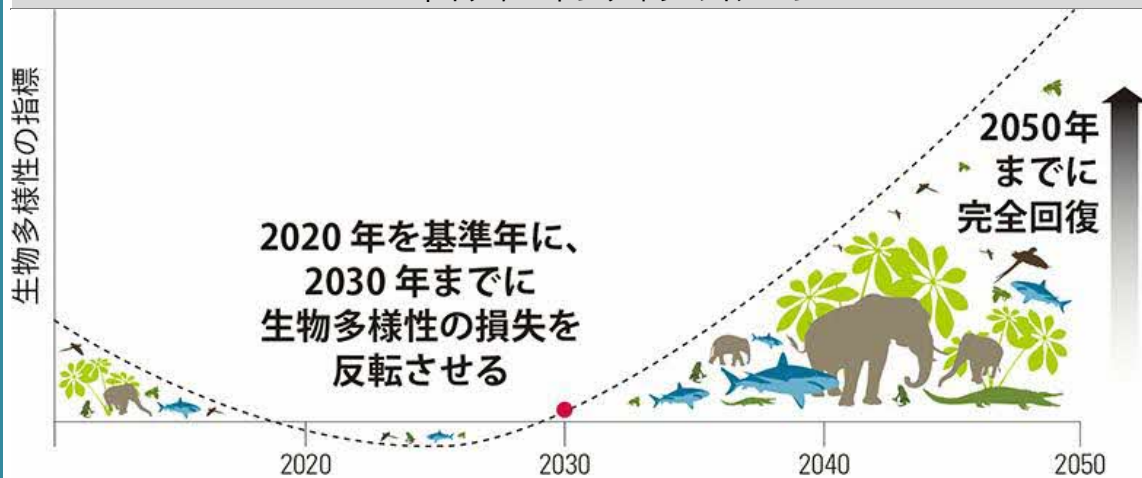 生物多様性の指標
2020 年を基準年に、
2030 年までに
生物多様性の損失を
反転させる
2050年
までに
完全回復
2020
2030
2040
2050